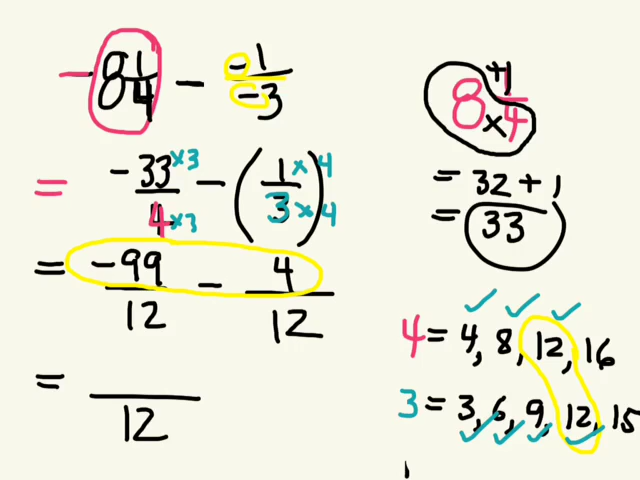 -8 1/4 - -1/-3
= -33/4 ×3 ×3 - (1/3) × 4 × 4
= -99/12 - 4/12
= /12
8 +1/4 ×
= 32 + 1
= 33
4 = 4, 8, 12, 16
3 = 3, 6, 9, 12, 15